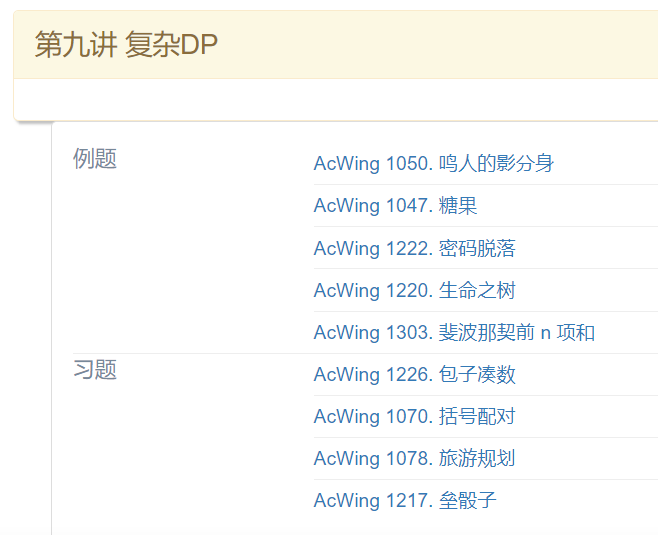 第九讲 复杂DP
例题
AcWing 1050. 鸣人的影分身
AcWing 1047. 糖果
AcWing 1222. 密码脱落
AcWing 1220. 生命之树
AcWing 1303. 斐波那契前 n 项和
习题
AcWing 1226. 包子凑数
AcWing 1070. 括号配对
AcWing 1078. 旅游规划
AcWing 1217. 垒骰子